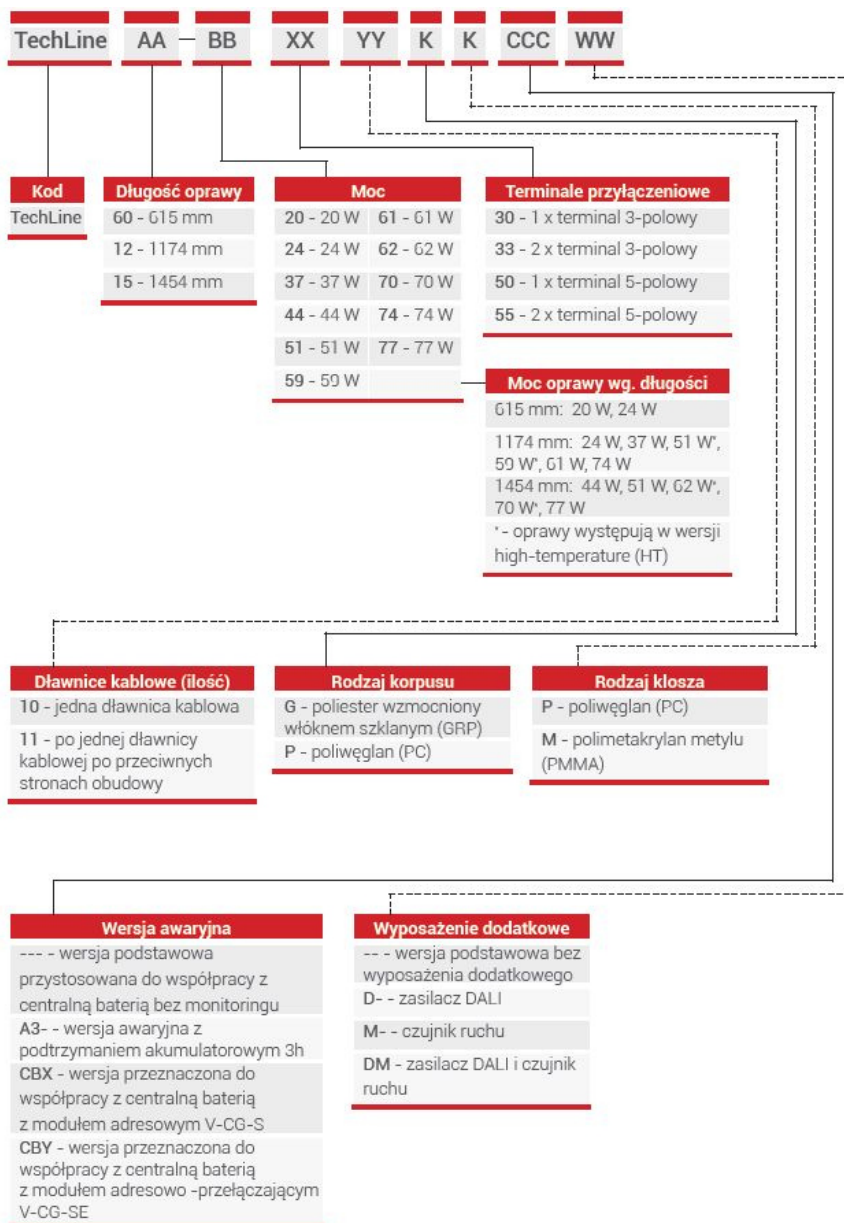 TechLine AA – BB XX YY K K CCC WW
Kod
TechLine
Długość oprawy
60 - 615 mm
12 - 1174 mm
15 - 1454 mm
Moc
20 - 20 W 61 - 61 W
24 - 24 W 62 - 62 W
37 - 37 W 70 - 70 W
44 - 44 W 74 - 74 W
51 - 51 W 77 - 77 W
59 - 59 W
Terminale przyłączeniowe
30 - 1 x terminal 3-polowy
33 - 2 x terminal 3-polowy
50 - 1 x terminal 5-polowy
55 - 2 x terminal 5-polowy
Moc oprawy wg. długości
615 mm: 20 W, 24 W
1174 mm: 24 W, 37 W, 51 W*,
59 W*, 61 W, 74 W
1454 mm: 44 W, 51 W, 62 W*,
70 W*, 77 W
* - oprawy występują w wersji
high-temperature (HT)
Dławnice kablowe (ilość)
10 - jedna dławnica kablowa
11 - po jednej dławnicy
kablowej po przeciwnych
stronach obudowy
Rodzaj korpusu
G - poliester wzmocniony
włóknem szklanym (GRP)
P - poliwęglan (PC)
Rodzaj klosza
P - poliwęglan (PC)
M - polimetakrylan metylu
(PMMA)
Wersja awaryjna
--- - wersja podstawowa
przystosowana do współpracy z
centralną baterią bez monitoringu
A3- - wersja awaryjna z
podtrzymaniem akumulatorowym 3h
CBX - wersja przeznaczona do
współpracy z centralną baterią
z modułem adresowym V-CG-S
CBY - wersja przeznaczona do
współpracy z centralną baterią
z modułem adresowo -przełączającym
V-CG-SE
Wyposażenie dodatkowe
-- - wersja podstawowa bez
wyposażenia dodatkowego
D- - zasilacz DALI
M- - czujnik ruchu
DM - zasilacz DALI i czujnik
ruchu